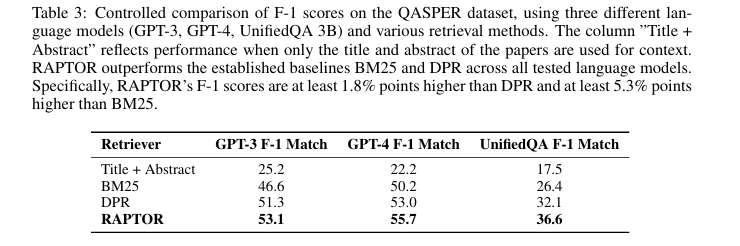 Table 3: Controlled comparison of F-1 scores on the QASPER dataset, using three different lan-
guage models (GPT-3, GPT-4, UnifiedQA 3B) and various retrieval methods. The column ”Title +
Abstract” reflects performance when only the title and abstract of the papers are used for context.
RAPTOR outperforms the established baselines BM25 and DPR across all tested language models.
Specifically, RAPTOR’s F-1 scores are at least 1.8% points higher than DPR and at least 5.3% points
higher than BM25.
Retriever GPT-3 F-1 Match GPT-4 F-1 Match UnifiedQA F-1 Match
Title + Abstract 25.2 22.2 17.5
BM25 46.6 50.2 26.4
DPR 51.3 53.0 32.1
RAPTOR 53.1 55.7 36.6